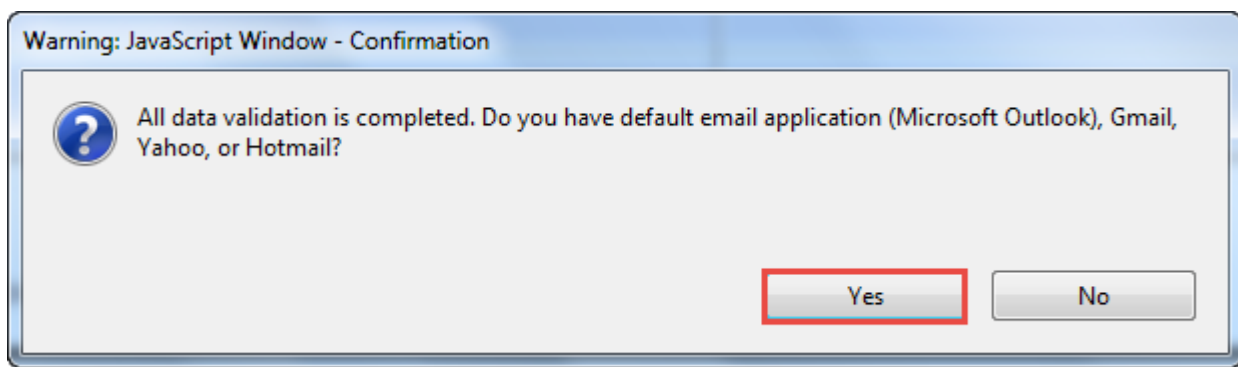 Warning: JavaScript Window - Confirmation
All data validation is completed. Do you have default email application (Microsoft Outlook), Gmail,
Yahoo, or Hotmail?
Yes No